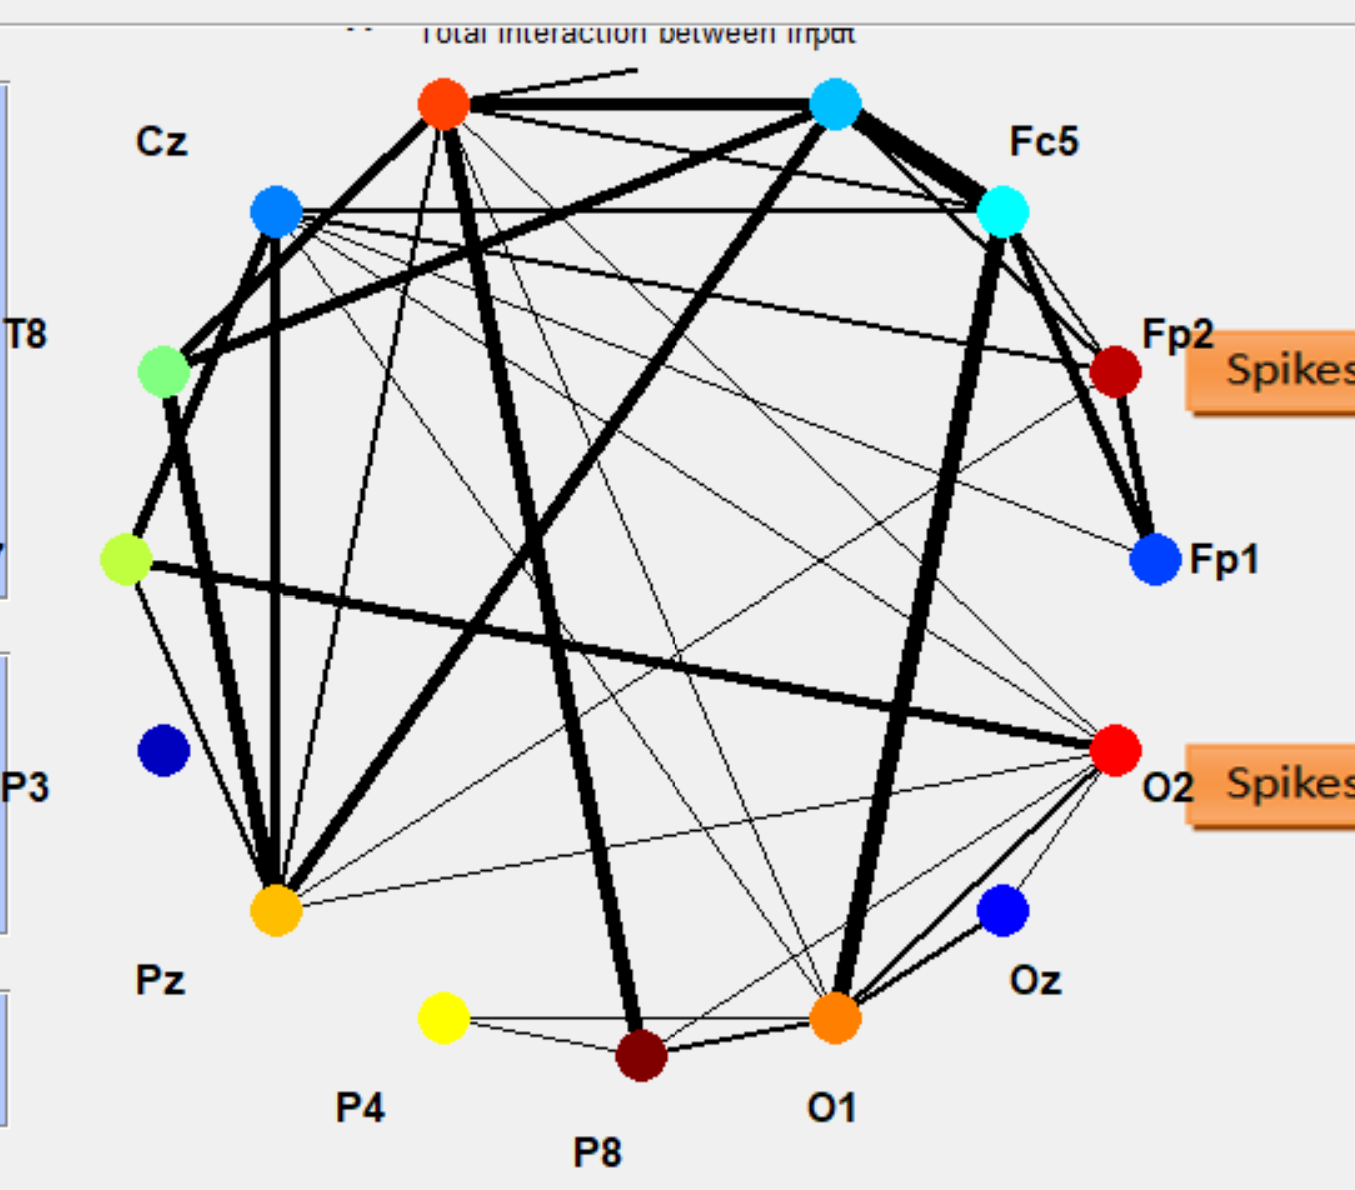 Total interaction between input
Cz
Fc5
T8
Fp2
Spikes
Fp1
P3
O2
Spikes
Pz
Oz
P4
O1
P8